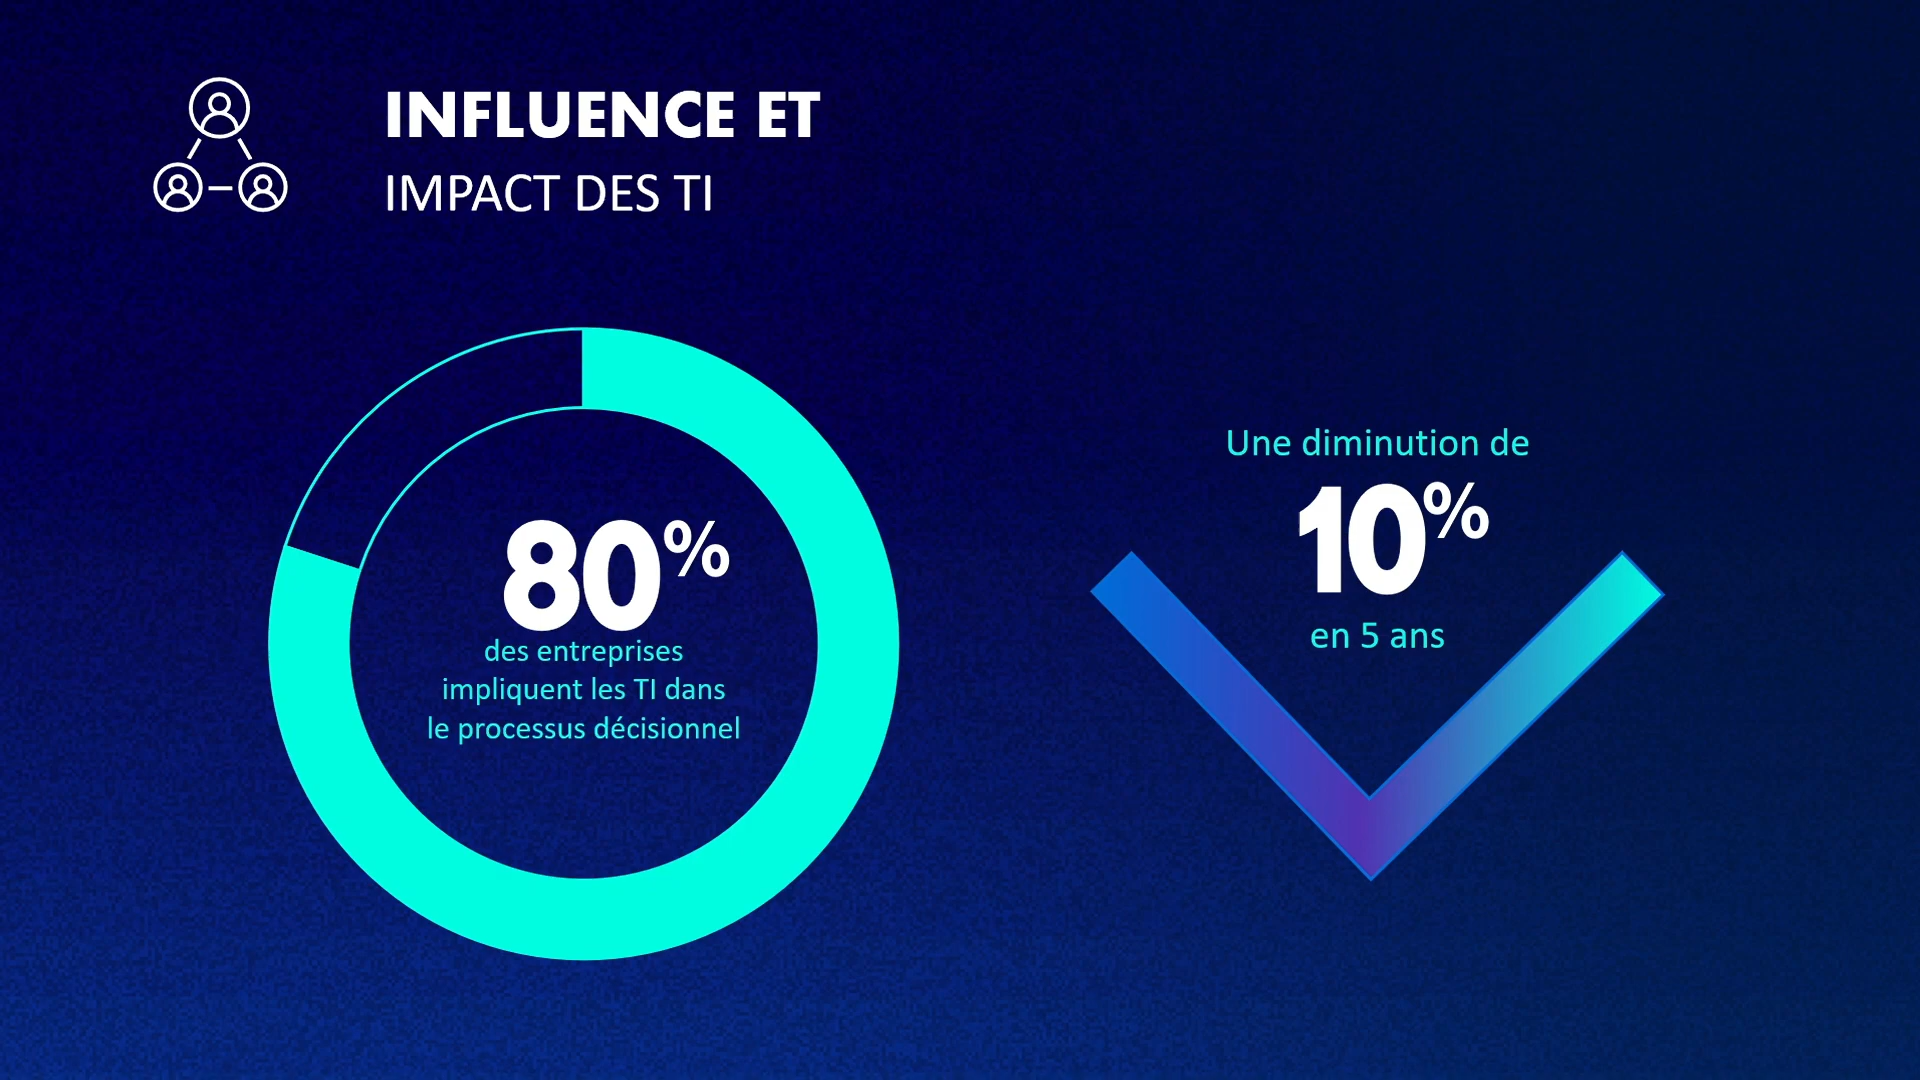 INFLUENCE ET
IMPACT DES TI
80%
des entreprises
impliquent les TI dans
le processus décisionnel
Une diminution de
10%
en 5 ans